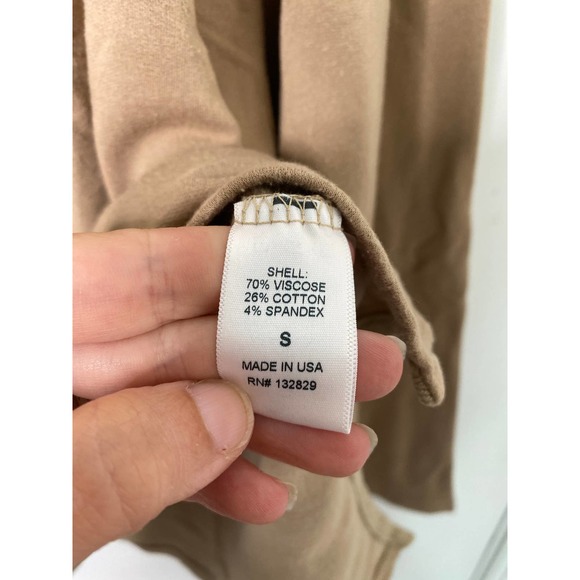 SHELL:
70% VISCOSE
26% COTTON
4% SPANDEX
S
MADE IN USA
RN# 132829